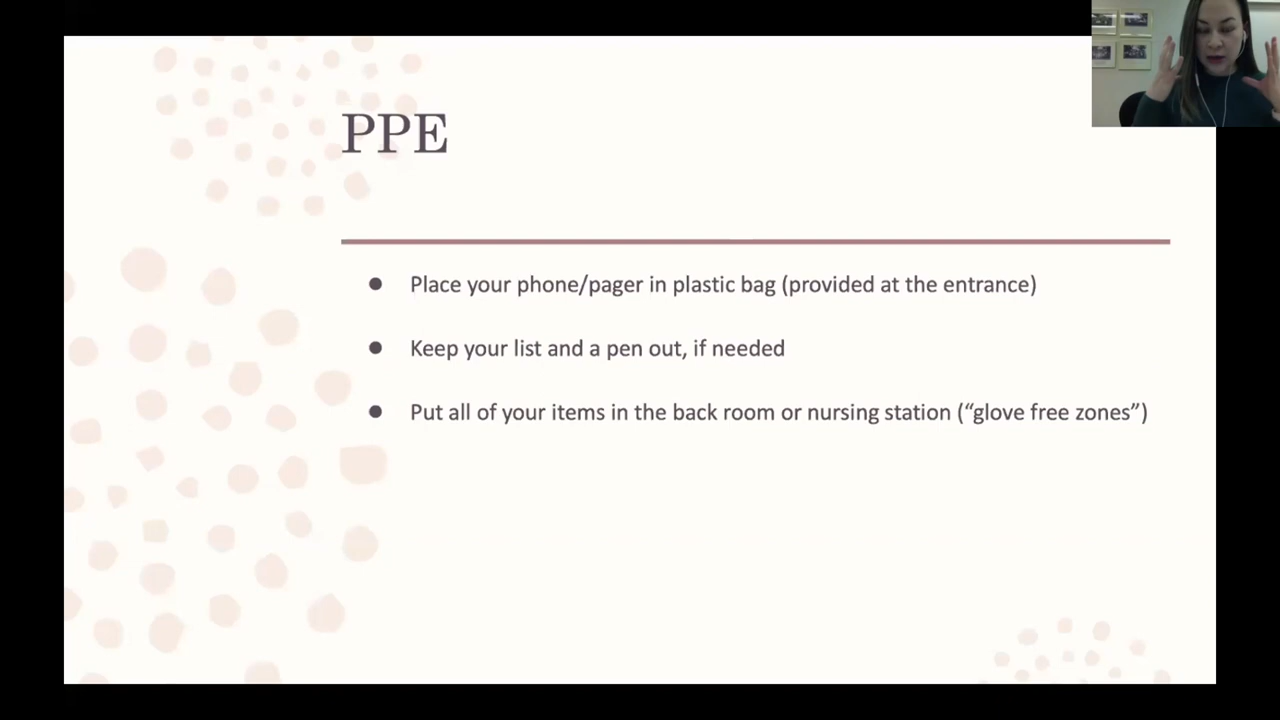 PPE
● Place your phone/pager in plastic bag (provided at the entrance)
● Keep your list and a pen out, if needed
● Put all of your items in the back room or nursing station (“glove free zones”)